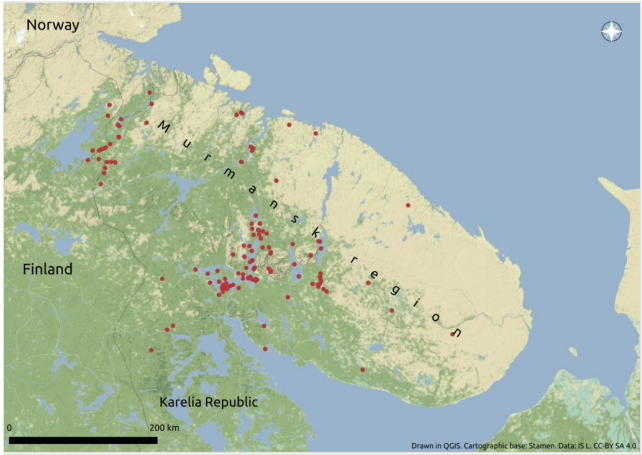 Norway
Murmansk region
Finland
Karelia Republic
0 200 km
Drawn in QGIS. Cartographic base: Stamen. Data: IS L. CC-BY SA 4.0